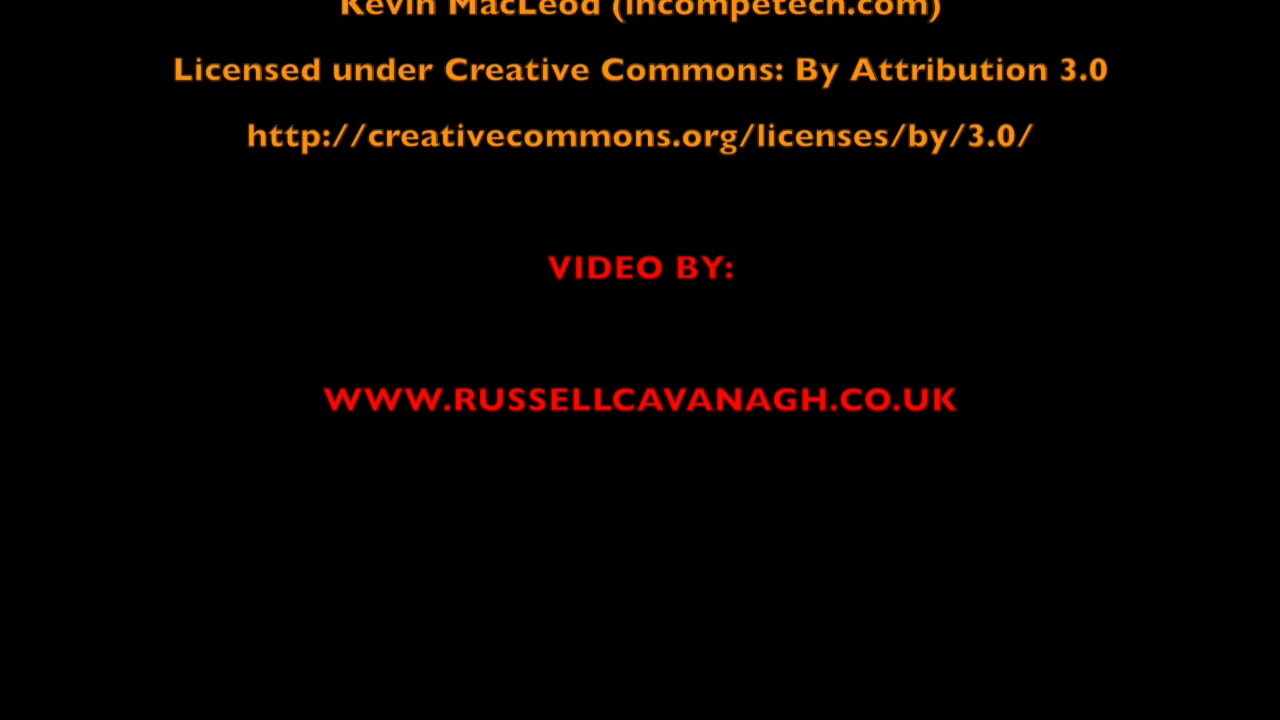 Kevin MacLeod (incompetech.com)
Licensed under Creative Commons: By Attribution 3.0
http://creativecommons.org/licenses/by/3.0/
VIDEO BY:
WWW.RUSSELLCAVANAGH.CO.UK